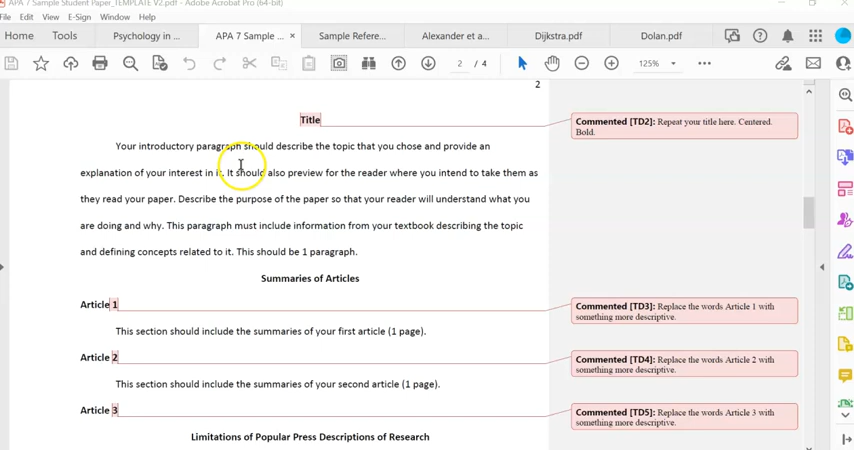 APA 7 Sample Student Paper_TEMPLATE V2.pdf - Adobe Acrobat Pro (64-bit)
File Edit View E-Sign Window Help
Home Tools Psychology in ... APA 7 Sample ... × Sample Refere... Alexander et a... Dijkstra.pdf Dolan.pdf
2 / 4 125%
2
Title
Commented [TD2]: Repeat your title here. Centered.
Bold.
Your introductory paragraph should describe the topic that you chose and provide an
explanation of your interest in it. It should also preview for the reader where you intend to take them as
they read your paper. Describe the purpose of the paper so that your reader will understand what you
are doing and why. This paragraph must include information from your textbook describing the topic
and defining concepts related to it. This should be 1 paragraph.
Summaries of Articles
Article 1
Commented [TD3]: Replace the words Article 1 with
something more descriptive.
This section should include the summaries of your first article (1 page).
Article 2
Commented [TD4]: Replace the words Article 2 with
something more descriptive.
This section should include the summaries of your second article (1 page).
Article 3
Commented [TD5]: Replace the words Article 3 with
something more descriptive.
Limitations of Popular Press Descriptions of Research